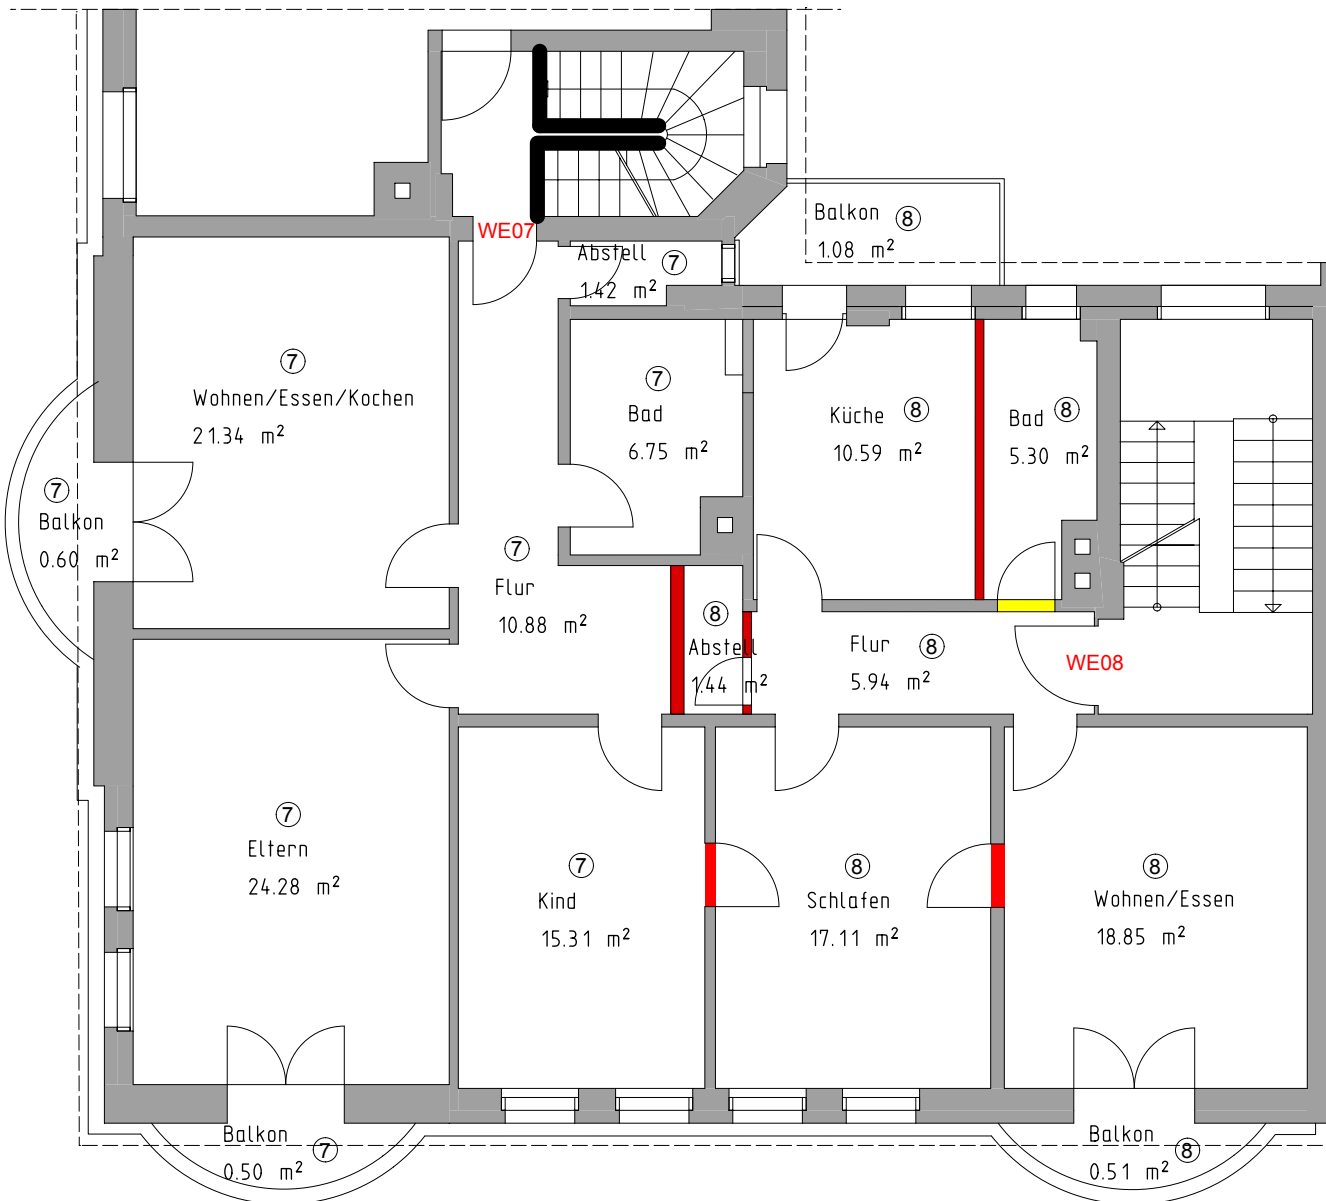 WE07
Abstell ⑦
1.42 m²
Balkon ⑧
1.08 m²
⑦
Wohnen/Essen/Kochen
21.34 m²
⑦
Bad
6.75 m²
Küche ⑧
10.59 m²
Bad ⑧
5.30 m²
⑦
Balkon
0.60 m²
⑦
Flur
10.88 m²
⑧
Abstell
1.44 m²
Flur ⑧
5.94 m²
WE08
⑦
Eltern
24.28 m²
⑦
Kind
15.31 m²
⑧
Schlafen
17.11 m²
⑧
Wohnen/Essen
18.85 m²
Balkon ⑦
0.50 m²
Balkon ⑧
0.51 m²